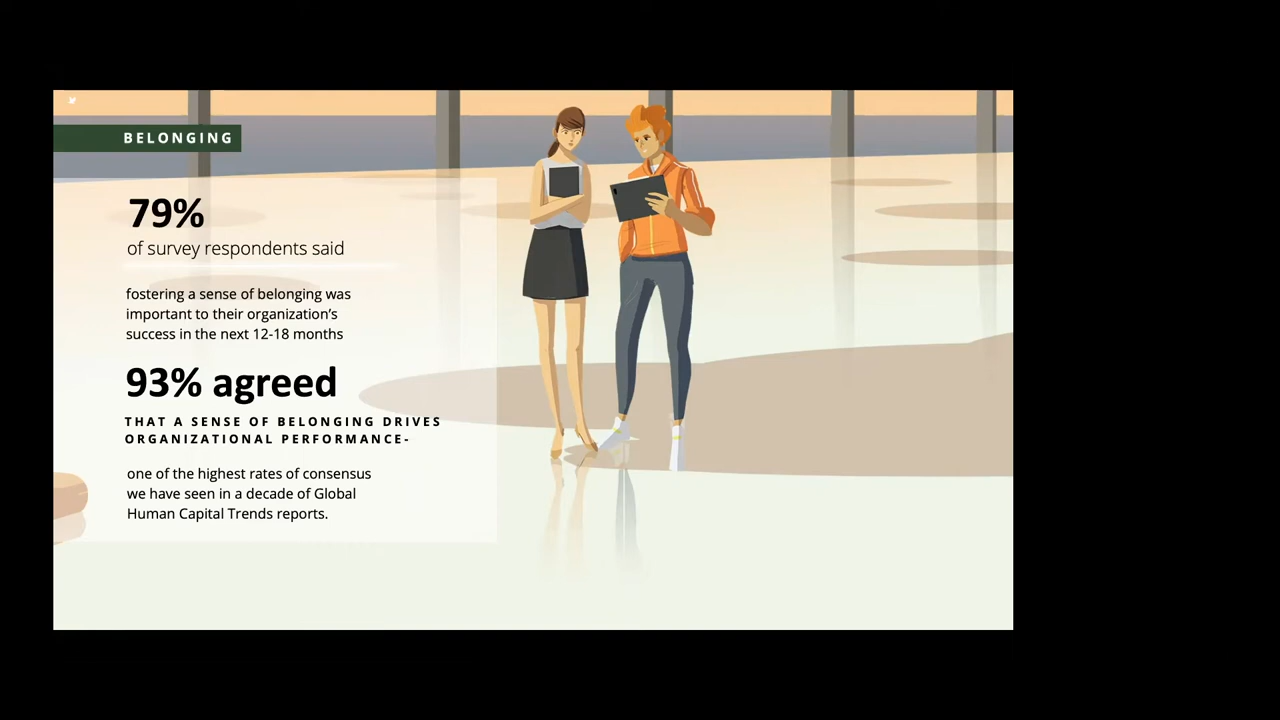 BELONGING
79%
of survey respondents said
fostering a sense of belonging was
important to their organization's
success in the next 12-18 months
93% agreed
THAT A SENSE OF BELONGING DRIVES
ORGANIZATIONAL PERFORMANCE-
one of the highest rates of consensus
we have seen in a decade of Global
Human Capital Trends reports.